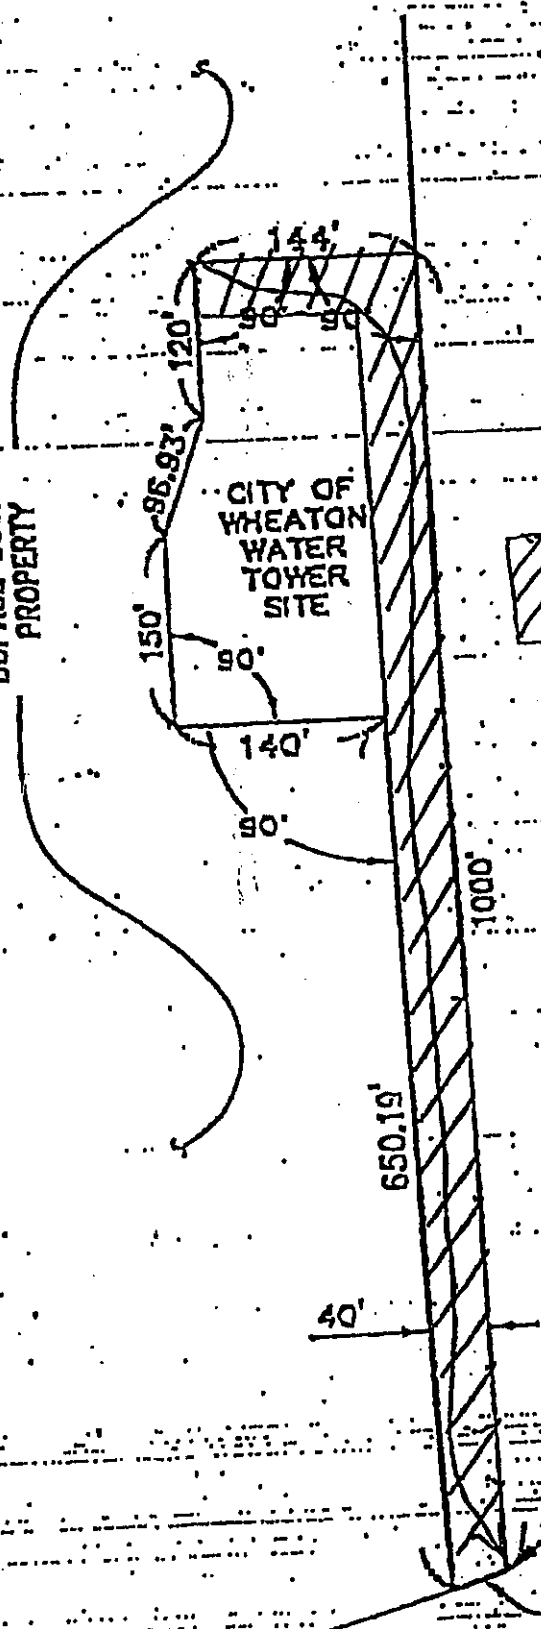 144'
90' 90'
120'
96.93'
CITY OF
WHEATON
WATER
TOWER
SITE
PROPERTY
150'
90'
140'
90'
1000'
650.19'
40'